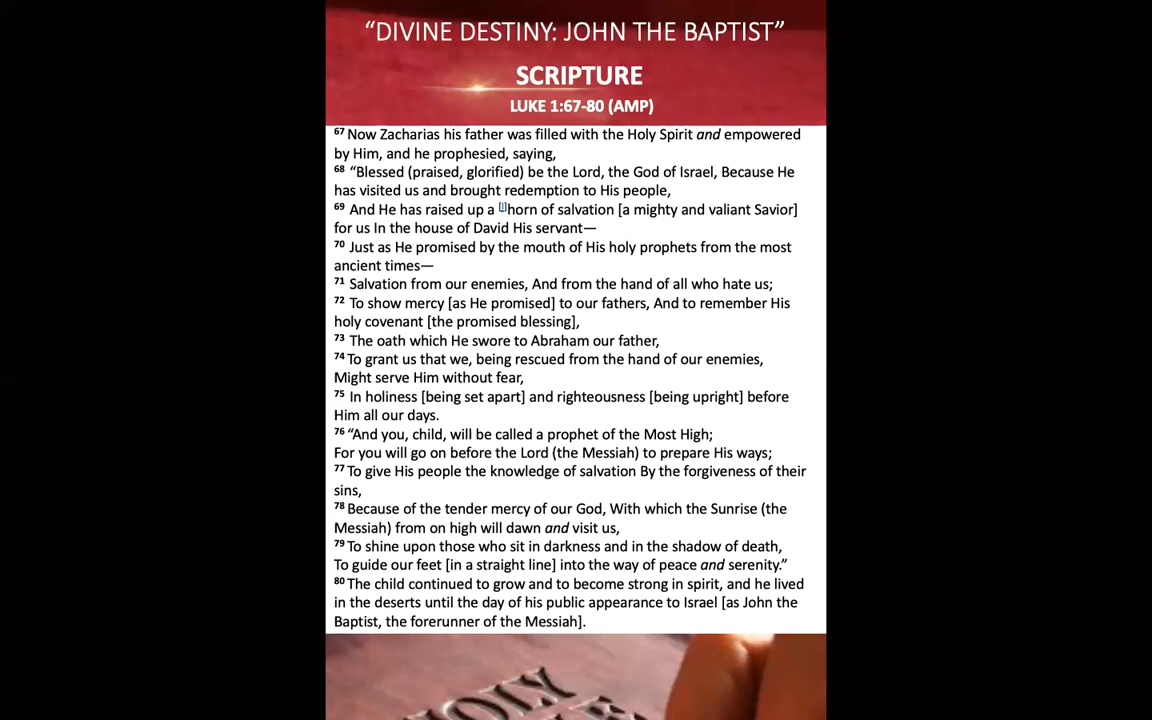 “DIVINE DESTINY: JOHN THE BAPTIST”
SCRIPTURE
LUKE 1:67-80 (AMP)
67 Now Zacharias his father was filled with the Holy Spirit and empowered
by Him, and he prophesied, saying,
68 “Blessed (praised, glorified) be the Lord, the God of Israel, Because He
has visited us and brought redemption to His people,
69 And He has raised up a [j]horn of salvation [a mighty and valiant Savior]
for us In the house of David His servant—
70 Just as He promised by the mouth of His holy prophets from the most
ancient times—
71 Salvation from our enemies, And from the hand of all who hate us;
72 To show mercy [as He promised] to our fathers, And to remember His
holy covenant [the promised blessing],
73 The oath which He swore to Abraham our father,
74 To grant us that we, being rescued from the hand of our enemies,
Might serve Him without fear,
75 In holiness [being set apart] and righteousness [being upright] before
Him all our days.
76 “And you, child, will be called a prophet of the Most High;
For you will go on before the Lord (the Messiah) to prepare His ways;
77 To give His people the knowledge of salvation By the forgiveness of their
sins,
78 Because of the tender mercy of our God, With which the Sunrise (the
Messiah) from on high will dawn and visit us,
79 To shine upon those who sit in darkness and in the shadow of death,
To guide our feet [in a straight line] into the way of peace and serenity.”
80 The child continued to grow and to become strong in spirit, and he lived
in the deserts until the day of his public appearance to Israel [as John the
Baptist, the forerunner of the Messiah].
HOLY